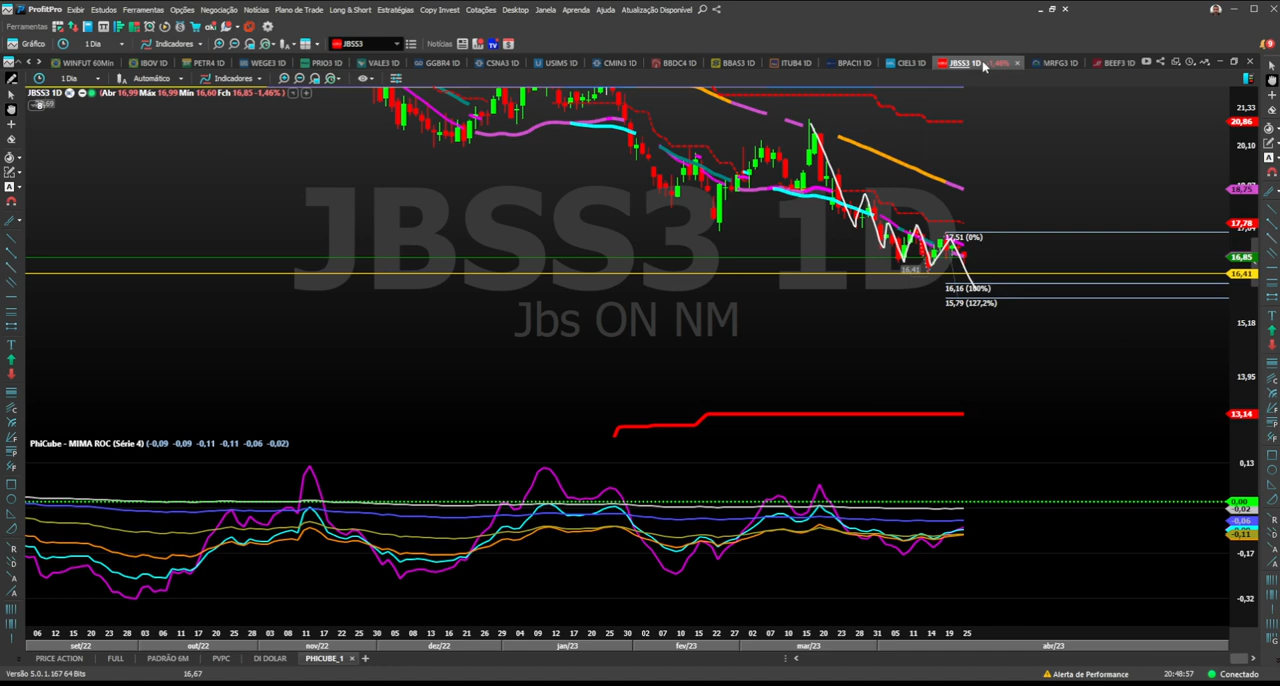 ProfitPro Exibir Estudos Ferramentas Opções Negociação Notícias Plano de Trade Long & Short Estratégias Copy Invest Cotações Desktop Janela Aprenda Ajuda Atualização Disponível
Ferramentas
Gráfico 1 Dia Indicadores JBSS3 Notícias 9
WINFUT 60Min IBOV 1D PETR4 1D WEGE3 1D PRIO3 1D VALE3 1D GGBR4 1D CSNA3 1D USIM5 1D CMIN3 1D BBDC4 1D BBAS3 1D ITUB4 1D BPAC11 1D CIEL3 1D JBSS3 1D -1,46% MRFG3 1D BEEF3 1D
1 Dia Automático Indicadores
JBSS3 1D (Abr 16,99 Máx 16,99 Mín 16,60 Fch 16,85 -1,46% )
21,33
20,86
20,10
JBSS3 1D
Jbs ON NM
18,75
17,78
17,51 (0%)
16,85
16,41
16,41
16,16 (100%)
15,79 (127,2%)
15,18
13,95
13,14
PhiCube - MIMA ROC (Série 4) (-0,09 -0,09 -0,11 -0,11 -0,06 -0,02)
0,13
0,00
-0,02
-0,06
-0,11
-0,17
-0,32
06 12 15 20 23 28 03 06 11 17 20 25 28 03 08 11 17 22 25 30 05 08 13 16 21 26 29 04 09 12 17 20 25 30 02 07 10 15 22 27 02 07 10 15 20 23 28 31 05 11 14 19 25
set/22 out/22 nov/22 dez/22 jan/23 fev/23 mar/23 abr/23
PRICE ACTION FULL PADRÃO 6M PVPC DI DOLAR PHICUBE_1
Versão 5.0.1.167 64 Bits 16,67 Alerta de Performance 20:48:57 Conectado